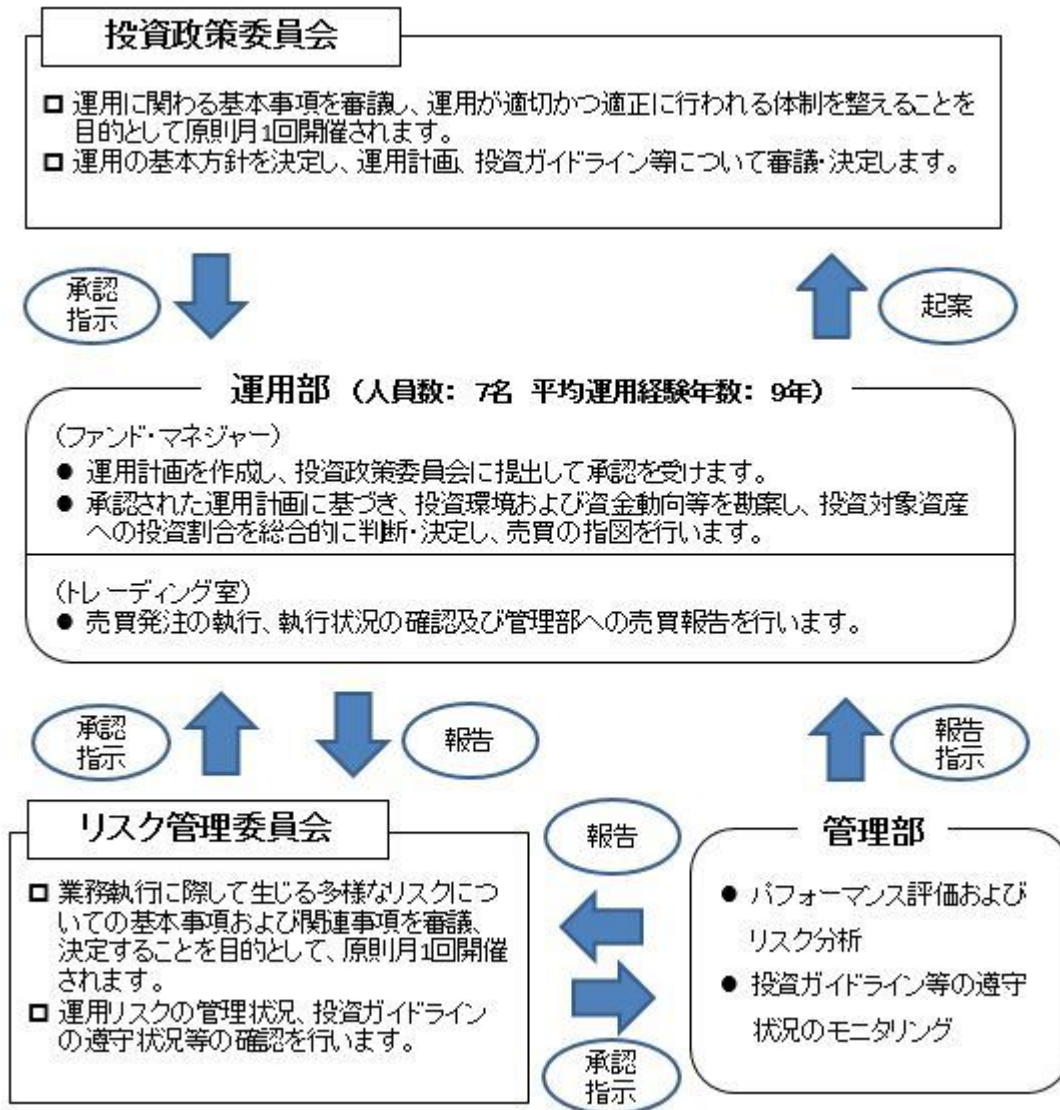 投資政策委員会
□ 運用に関わる基本事項を審議し、運用が適切かつ適正に行われる体制を整えることを
目的として原則月1回開催されます。
□ 運用の基本方針を決定し、運用計画、投資ガイドライン等について審議・決定します。
承認
指示
起案
運用部 (人員数: 7名 平均運用経験年数: 9年)
(ファンド・マネジャー)
● 運用計画を作成し、投資政策委員会に提出して承認を受けます。
● 承認された運用計画に基づき、投資環境および資金動向等を勘案し、投資対象資産
への投資割合を総合的に判断・決定し、売買の指図を行います。
(トレーディング室)
● 売買発注の執行、執行状況の確認及び管理部への売買報告を行います。
承認
指示
報告
報告
指示
リスク管理委員会
□ 業務執行に際して生じる多様なリスクにつ
いての基本事項および関連事項を審議、
決定することを目的として、原則月1回開催
されます。
□ 運用リスクの管理状況、投資ガイドライン
の遵守状況等の確認を行います。
報告
承認
指示
管理部
● パフォーマンス評価および
リスク分析
● 投資ガイドライン等の遵守
状況のモニタリング